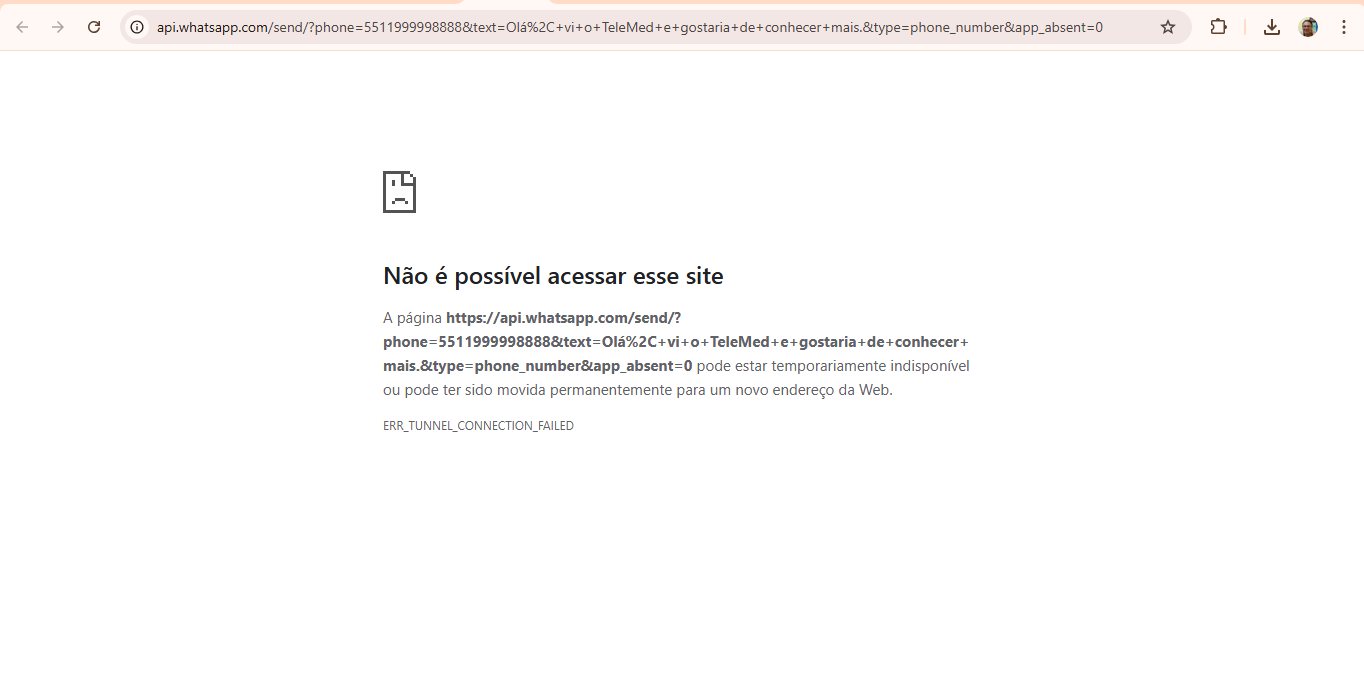 api.whatsapp.com/send/?phone=5511999998888&text=Olá%2C+vi+o+TeleMed+e+gostaria+de+conhecer+mais.&type=phone_number&app_absent=0
Não é possível acessar esse site
A página https://api.whatsapp.com/send/?
phone=5511999998888&text=Olá%2C+vi+o+TeleMed+e+gostaria+de+conhecer+
mais.&type=phone_number&app_absent=0 pode estar temporariamente indisponível
ou pode ter sido movida permanentemente para um novo endereço da Web.
ERR_TUNNEL_CONNECTION_FAILED